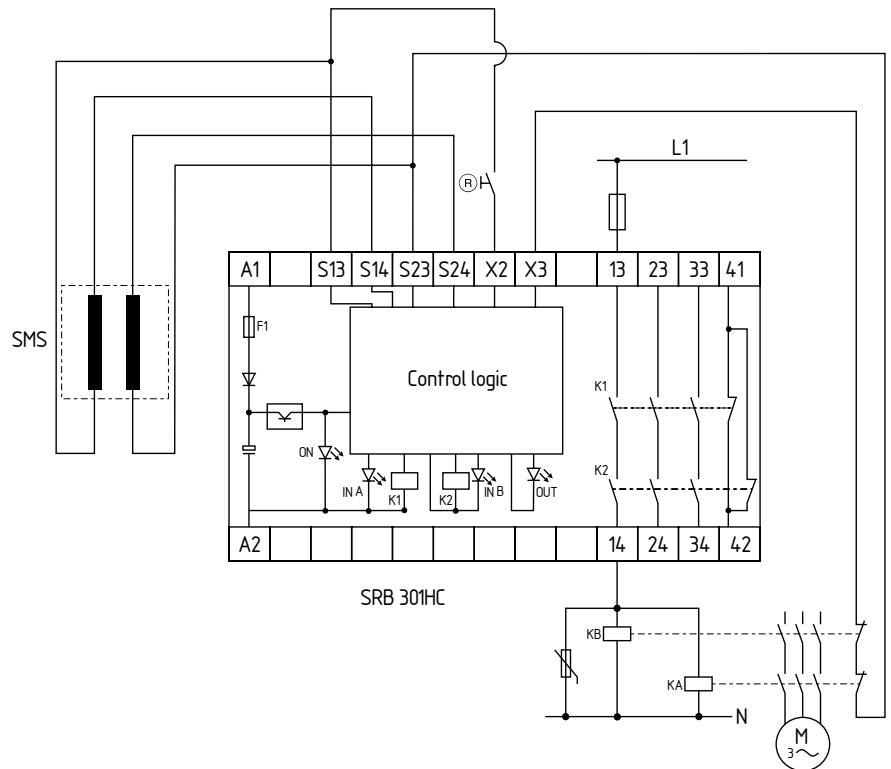 L1
R
A1 S13 S14 S23 S24 X2 X3 13 23 33 41
F1
SMS
Control logic
K1
ON
K2
IN A
K1
K2
IN B
OUT
A2 14 24 34 42
SRB 301HC
KB
KA
N
M
3